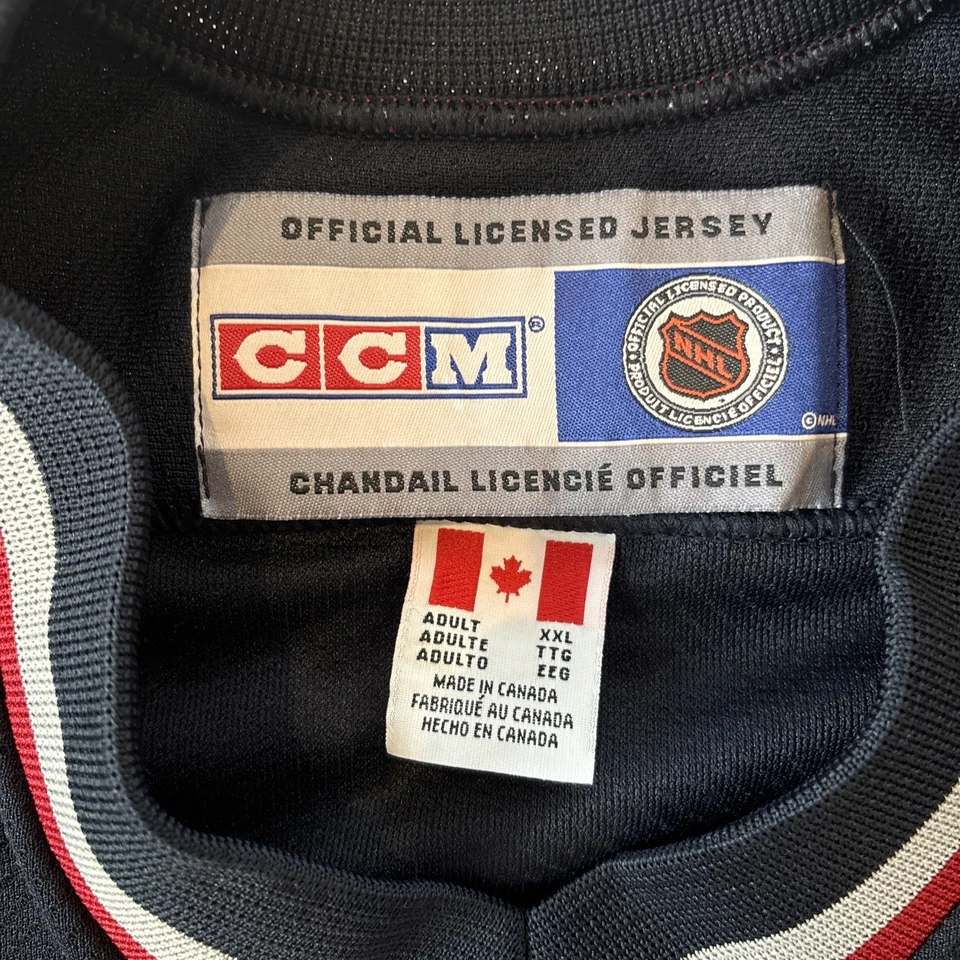 OFFICIAL LICENSED JERSEY
CCM®
OFFICIAL LICENSED PRODUCT
NHL
PRODUIT LICENCIÉ OFFICIEL
©NHL
CHANDAIL LICENCIÉ OFFICIEL
ADULT XXL
ADULTE TTG
ADULTO EEG
MADE IN CANADA
FABRIQUÉ AU CANADA
HECHO EN CANADA